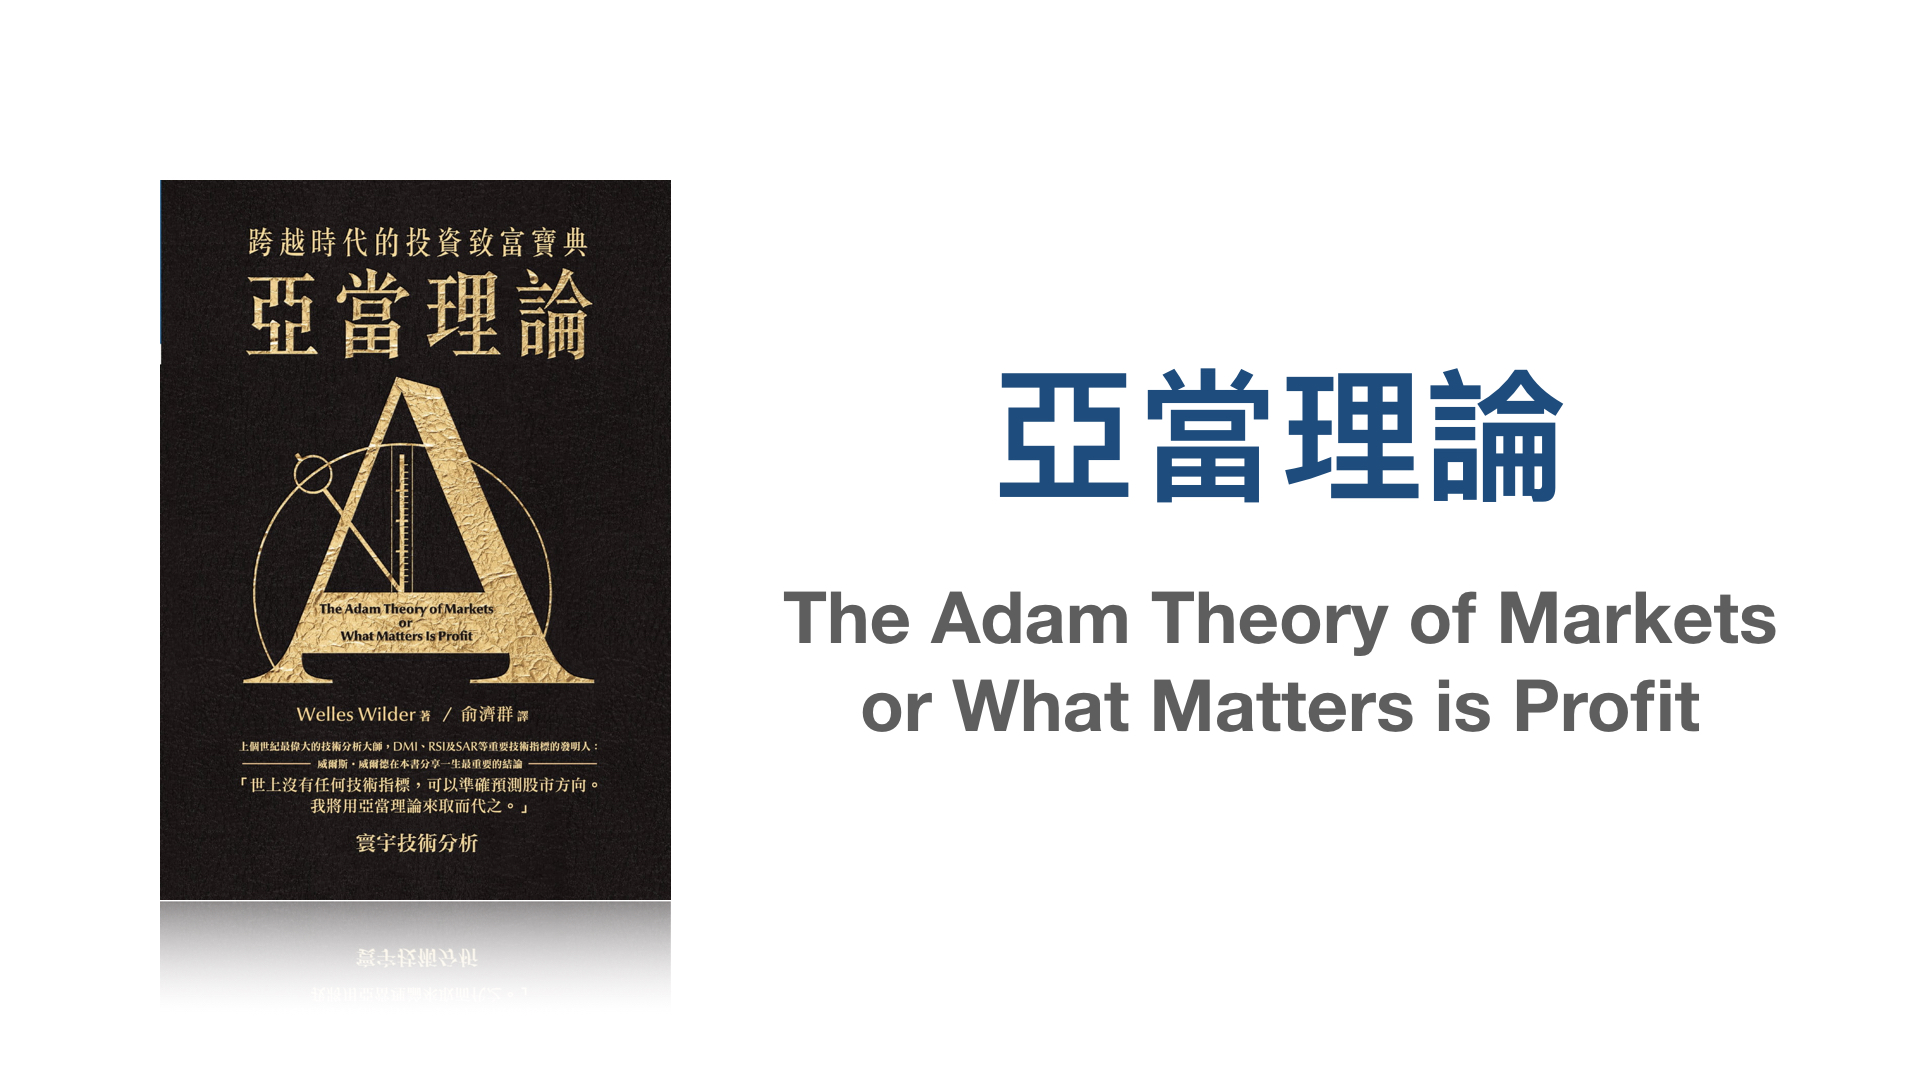 跨越時代的投資致富寶典
亞當理論
The Adam Theory of Markets
or
What Matters Is Profit
Welles Wilder 著 / 俞濟群 譯
上個世紀最偉大的技術分析大師，DMI、RSI及SAR等重要技術指標的發明人：
威爾斯・威爾德在本書分享一生最重要的結論
「世上沒有任何技術指標，可以準確預測股市方向。
我將用亞當理論來取而代之。」
寰宇技術分析
亞當理論
The Adam Theory of Markets
or What Matters is Profit